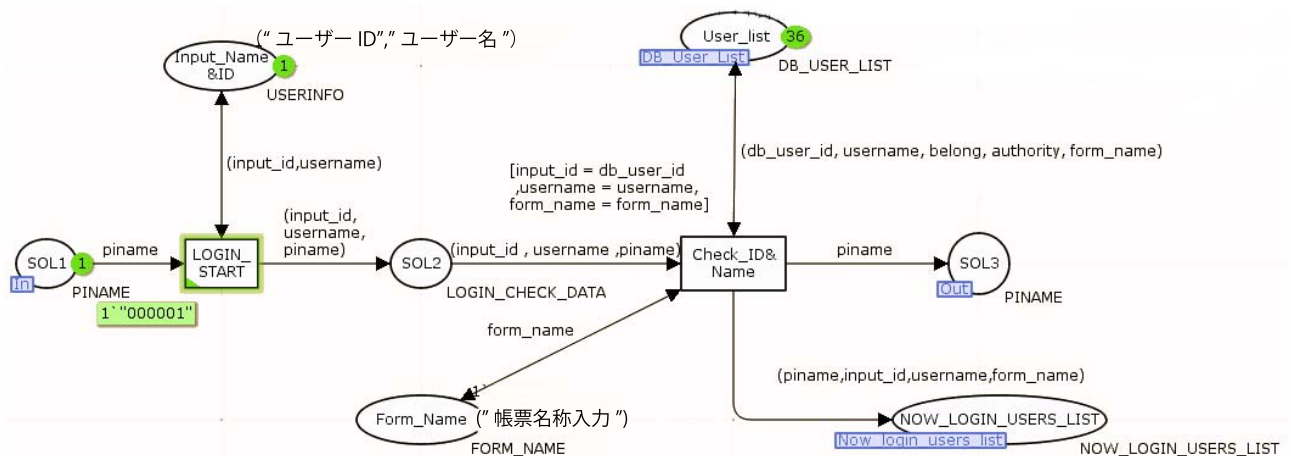 (“ ユーザー ID”,” ユーザー名 ”)
Input_Name
&ID
1
USERINFO
User_list
36
DB_User_List
DB_USER_LIST
(input_id,username)
(db_user_id, username, belong, authority, form_name)
[input_id = db_user_id
,username = username,
form_name = form_name]
SOL1
1
In
PINAME
1`"000001"
piname
LOGIN_
START
(input_id,
username,
piname)
SOL2
LOGIN_CHECK_DATA
(input_id , username ,piname)
Check_ID&
Name
piname
SOL3
Out
PINAME
form_name
1`
Form_Name
(” 帳票名称入力 ”)
FORM_NAME
(piname,input_id,username,form_name)
NOW_LOGIN_USERS_LIST
Now_login_users_list
NOW_LOGIN_USERS_LIST